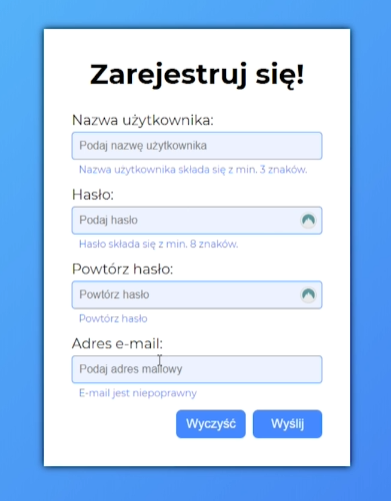 Zarejestruj się!
Nazwa użytkownika:
Podaj nazwę użytkownika
Nazwa użytkownika składa się z min. 3 znaków.
Hasło:
Podaj hasło
Hasło składa się z min. 8 znaków.
Powtórz hasło:
Powtórz hasło
Powtórz hasło
Adres e-mail:
Podaj adres mailowy
E-mail jest niepoprawny
Wyczyść Wyślij